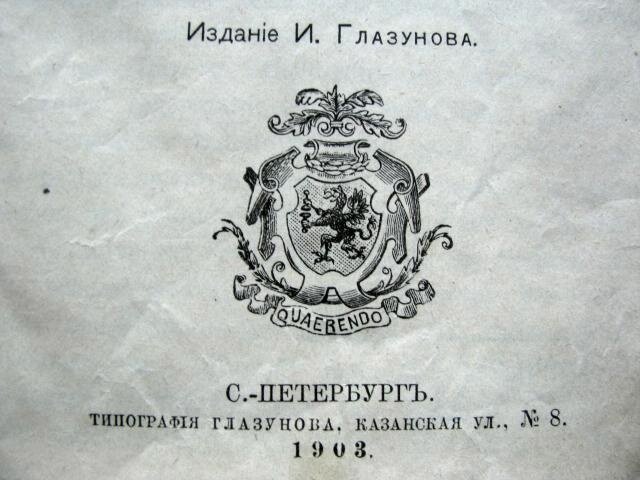 Изданіе И. Глазунова.
QUAERENDO
С.-ПЕТЕРБУРГЪ.
ТИПОГРАФІЯ ГЛАЗУНОВА, КАЗАНСКАЯ УЛ., № 8.
1903.